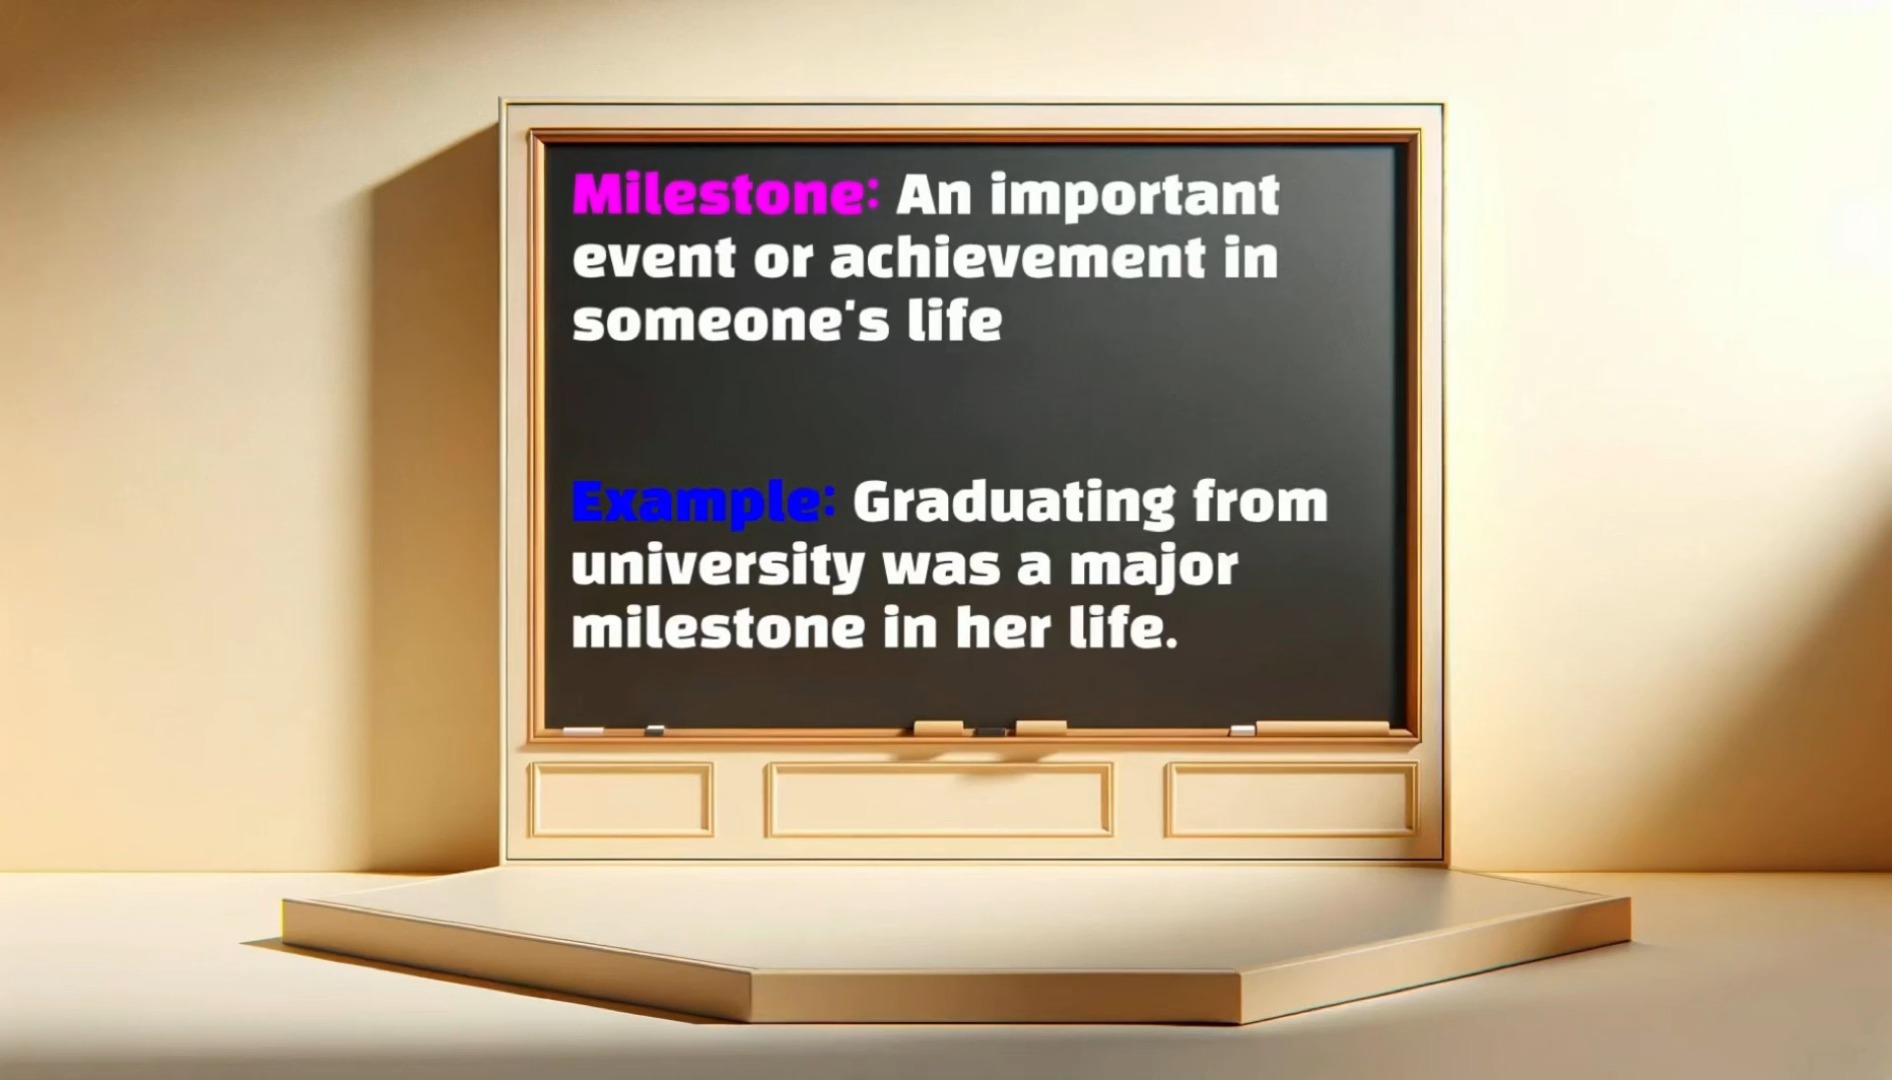 Milestone: An important
event or achievement in
someone's life
Example: Graduating from
university was a major
milestone in her life.